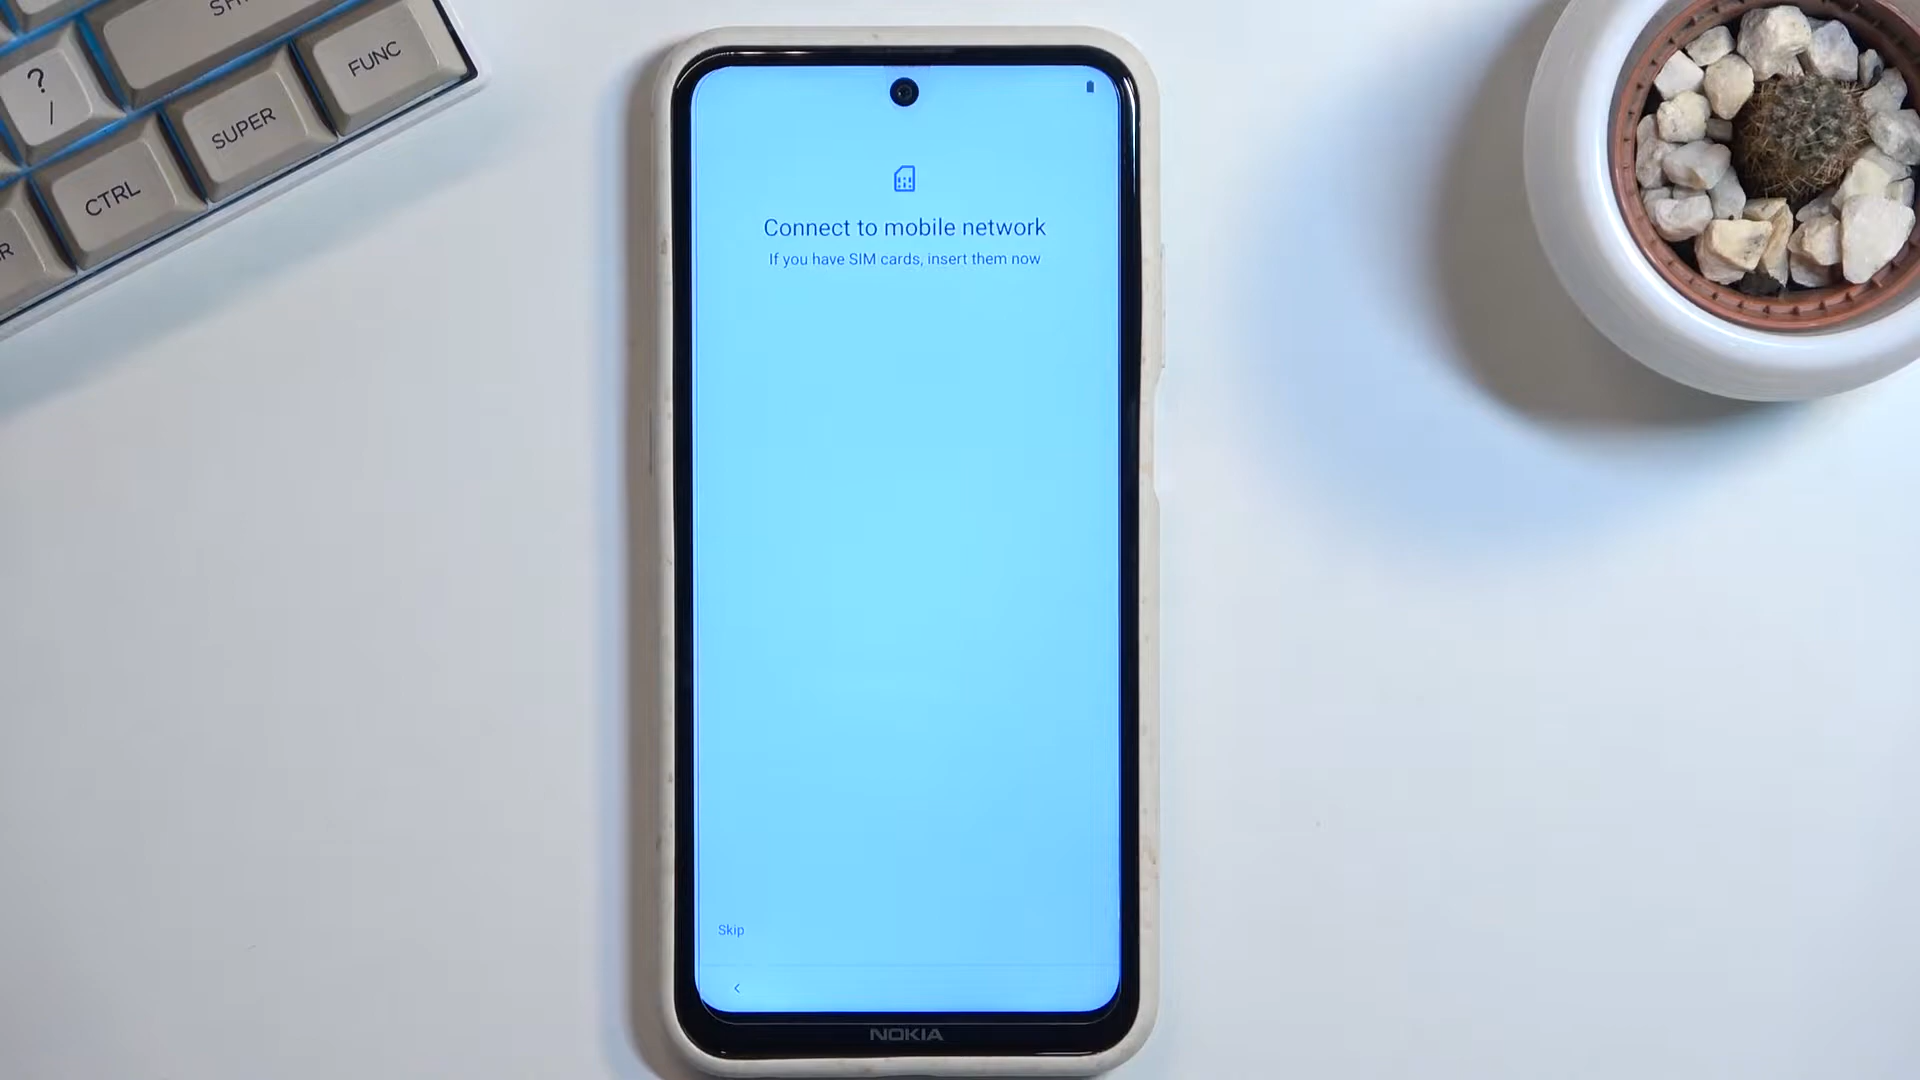 ?
/
FUNC
SUPER
CTRL
Connect to mobile network
If you have SIM cards, insert them now
Skip
NOKIA